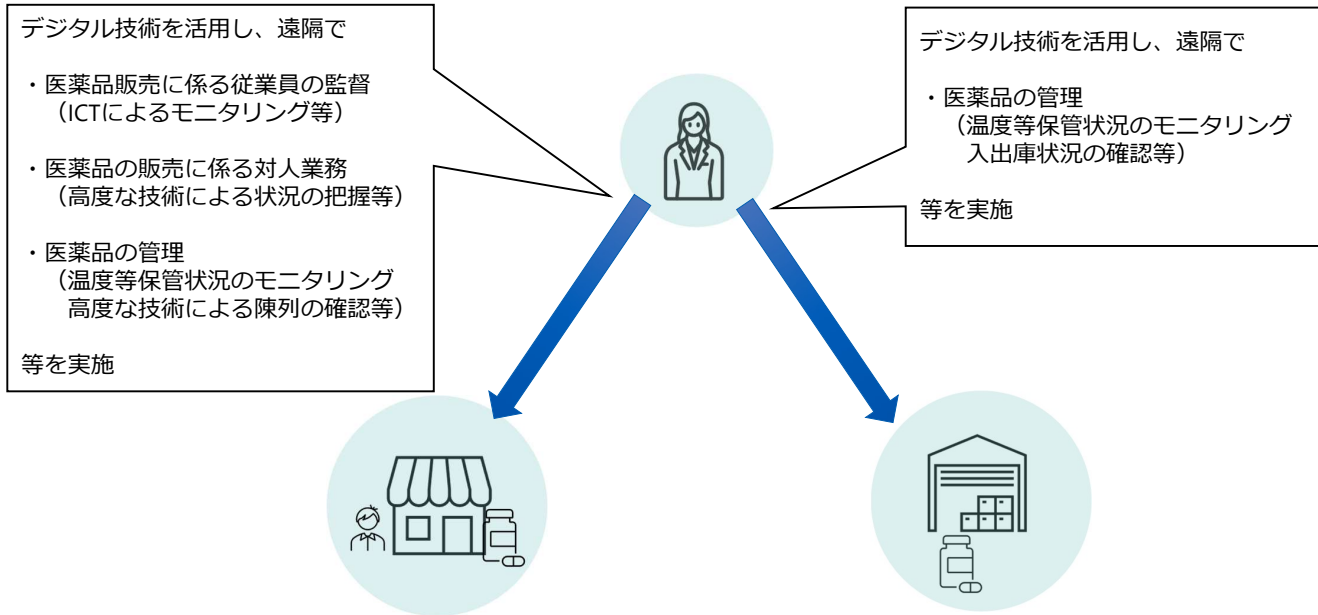 デジタル技術を活用し、遠隔で
・医薬品販売に係る従業員の監督
（ICTによるモニタリング等）
・医薬品の販売に係る対人業務
（高度な技術による状況の把握等）
・医薬品の管理
（温度等保管状況のモニタリング
高度な技術による陳列の確認等）
等を実施
デジタル技術を活用し、遠隔で
・医薬品の管理
（温度等保管状況のモニタリング
入出庫状況の確認等）
等を実施